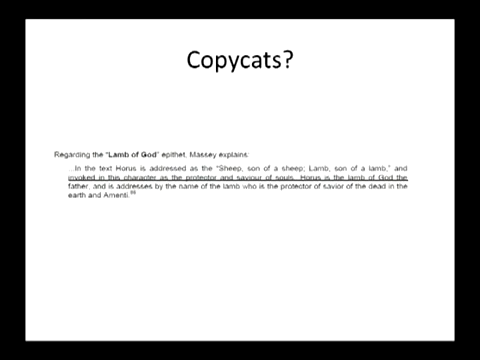 Copycats?
Regarding the "Lamb of God" epithet, Massey explains:
...In the text Horus is addressed as the "Sheep, son of a sheep; Lamb, son of a lamb," and
invoked in this character as the protector and saviour of souls. Horus is the lamb of God the
father, and is addresses by the name of the lamb who is the protector of savior of the dead in the
earth and Amenti.